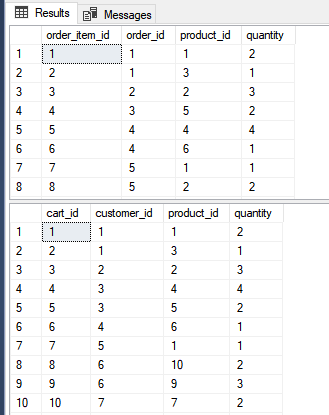 Results Messages
order_item_id order_id product_id quantity
1 1 1 1 2
2 2 1 3 1
3 3 2 2 3
4 4 3 5 2
5 5 4 4 4
6 6 4 6 1
7 7 5 1 1
8 8 5 2 2
cart_id customer_id product_id quantity
1 1 1 1 2
2 2 1 3 1
3 3 2 2 3
4 4 3 4 4
5 5 3 5 2
6 6 4 6 1
7 7 5 1 1
8 8 6 10 2
9 9 6 9 3
10 10 7 7 2